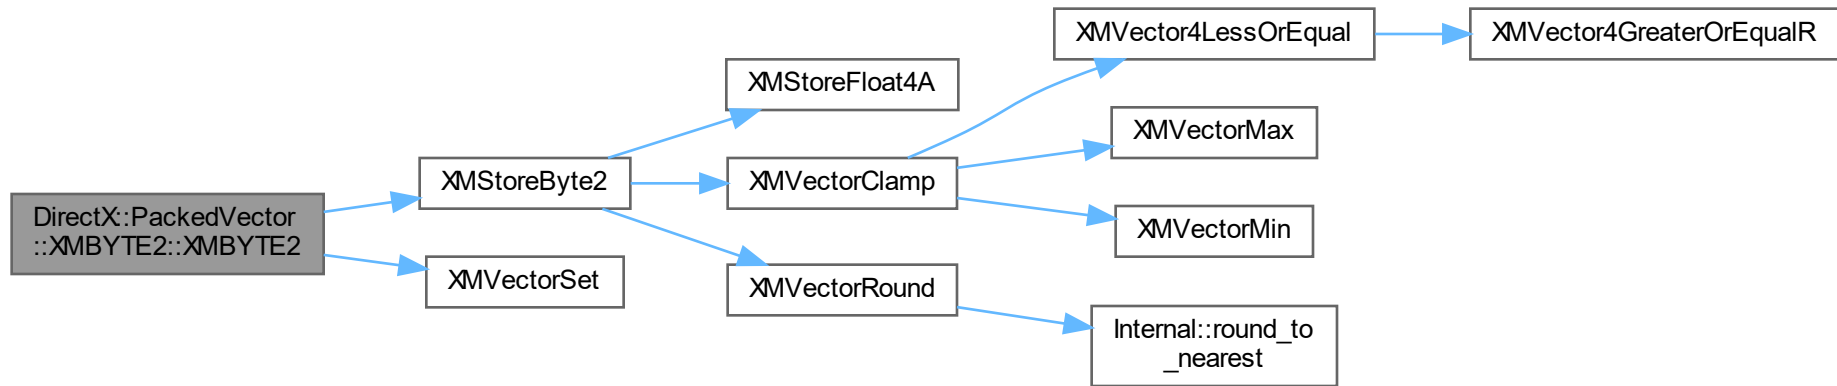 DirectX::PackedVector
::XMBYTE2::XMBYTE2
XMStoreByte2
XMVectorSet
XMStoreFloat4A
XMVectorClamp
XMVectorRound
XMVector4LessOrEqual
XMVectorMax
XMVectorMin
Internal::round_to
_nearest
XMVector4GreaterOrEqualR